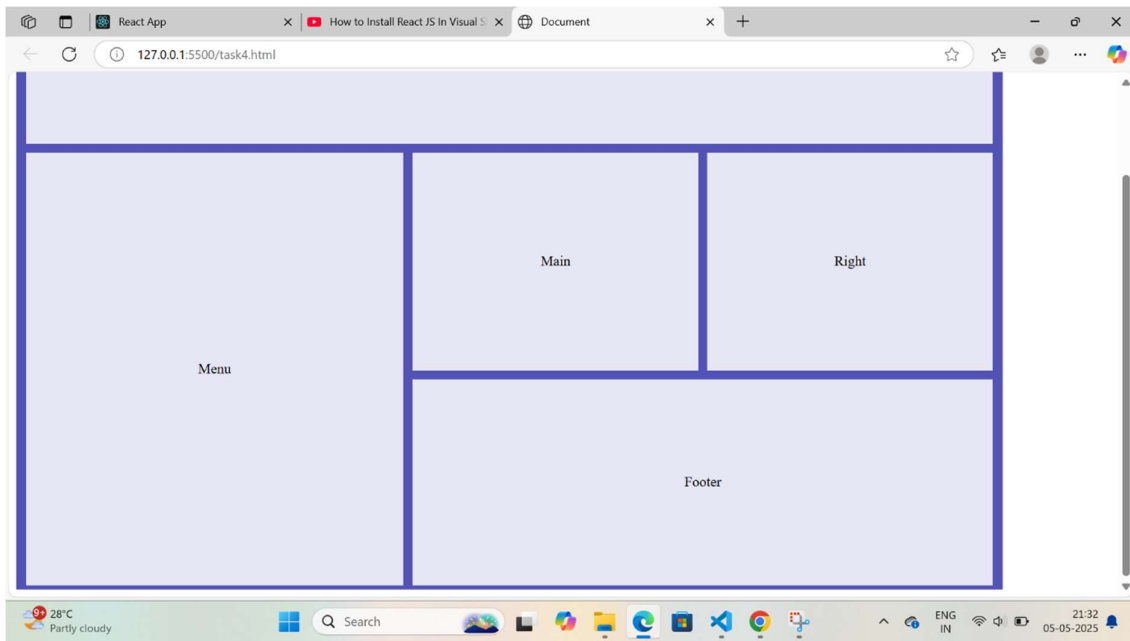 React App
How to Install React JS In Visual S
Document
127.0.0.1:5500/task4.html
Main
Right
Menu
Footer
9+
28°C
Partly cloudy
Search
ENG
IN
21:32
05-05-2025